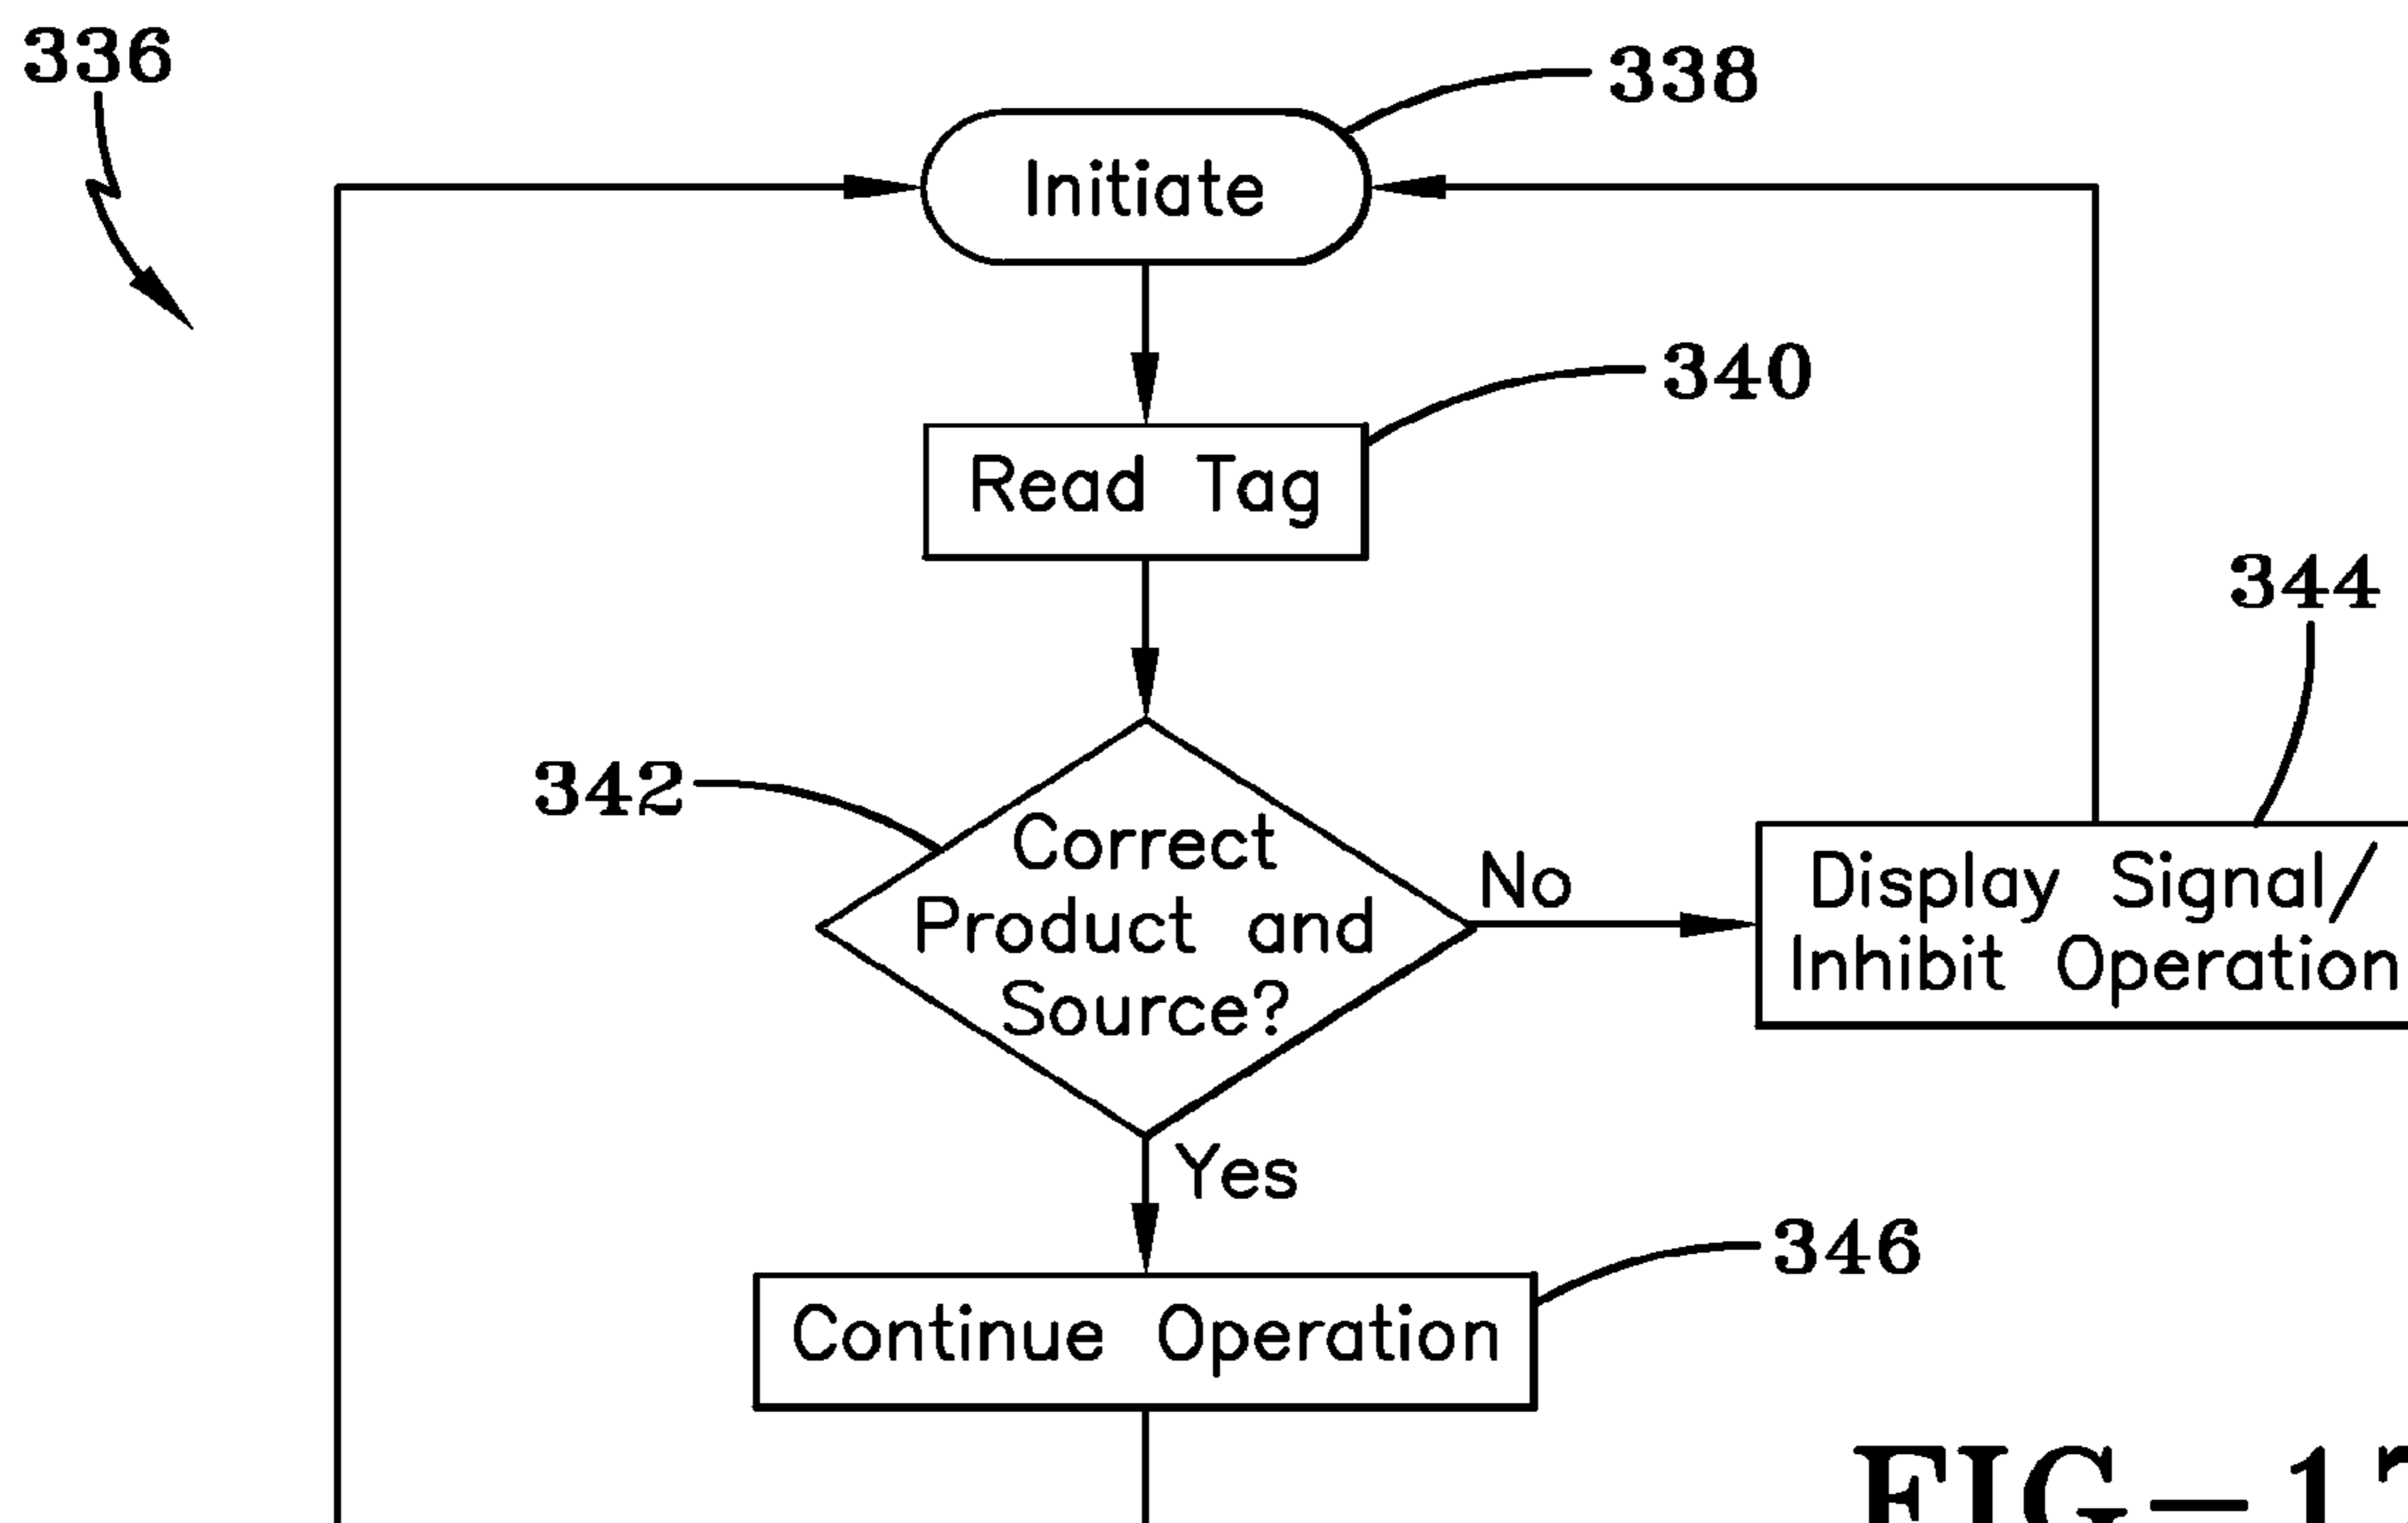 336
338
Initiate
340
Read Tag
344
342
Correct
Product and
Source?
No
Display Signal/
Inhibit Operation
Yes
346
Continue Operation